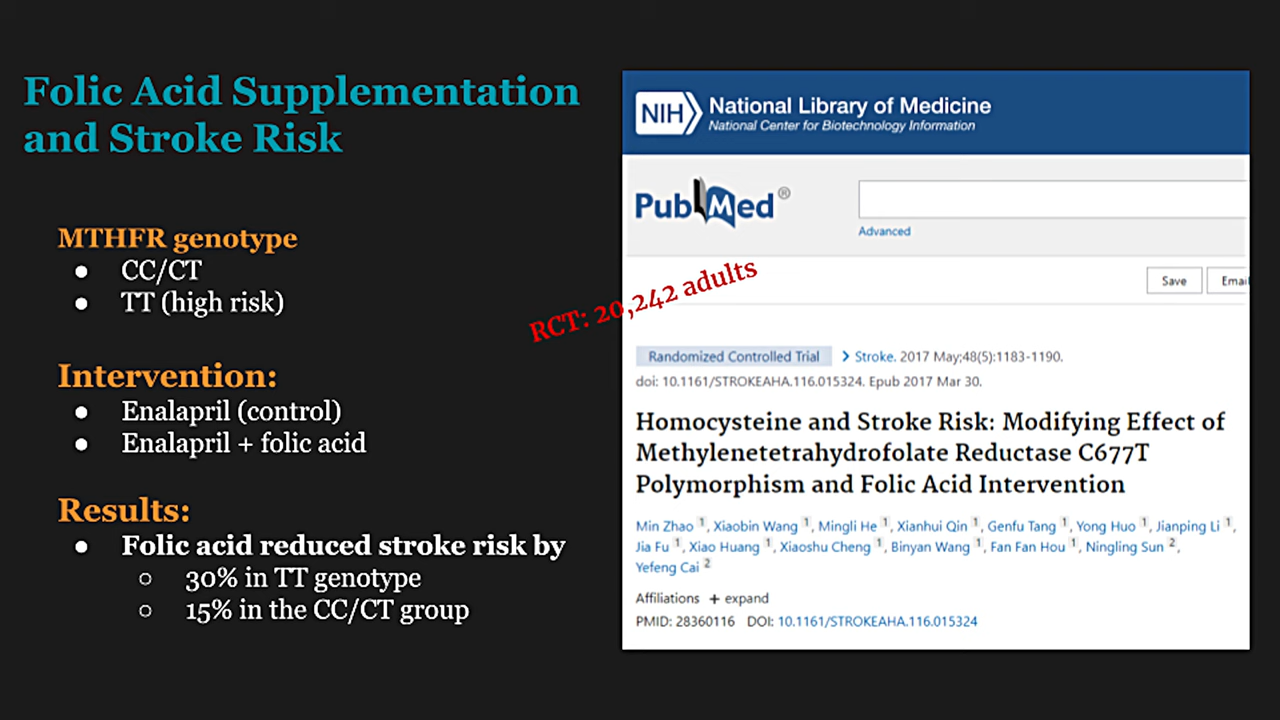 Folic Acid Supplementation
and Stroke Risk
MTHFR genotype
● CC/CT
● TT (high risk)
Intervention:
● Enalapril (control)
● Enalapril + folic acid
Results:
● Folic acid reduced stroke risk by
○ 30% in TT genotype
○ 15% in the CC/CT group
RCT: 20,242 adults
NIH National Library of Medicine
National Center for Biotechnology Information
PubMed®
Advanced
Save Email
Randomized Controlled Trial > Stroke. 2017 May;48(5):1183-1190.
doi: 10.1161/STROKEAHA.116.015324. Epub 2017 Mar 30.
Homocysteine and Stroke Risk: Modifying Effect of
Methylenetetrahydrofolate Reductase C677T
Polymorphism and Folic Acid Intervention
Min Zhao 1, Xiaobin Wang 1, Mingli He 1, Xianhui Qin 1, Genfu Tang 1, Yong Huo 1, Jianping Li 1,
Jia Fu 1, Xiao Huang 1, Xiaoshu Cheng 1, Binyan Wang 1, Fan Fan Hou 1, Ningling Sun 2,
Yefeng Cai 2
Affiliations + expand
PMID: 28360116 DOI: 10.1161/STROKEAHA.116.015324